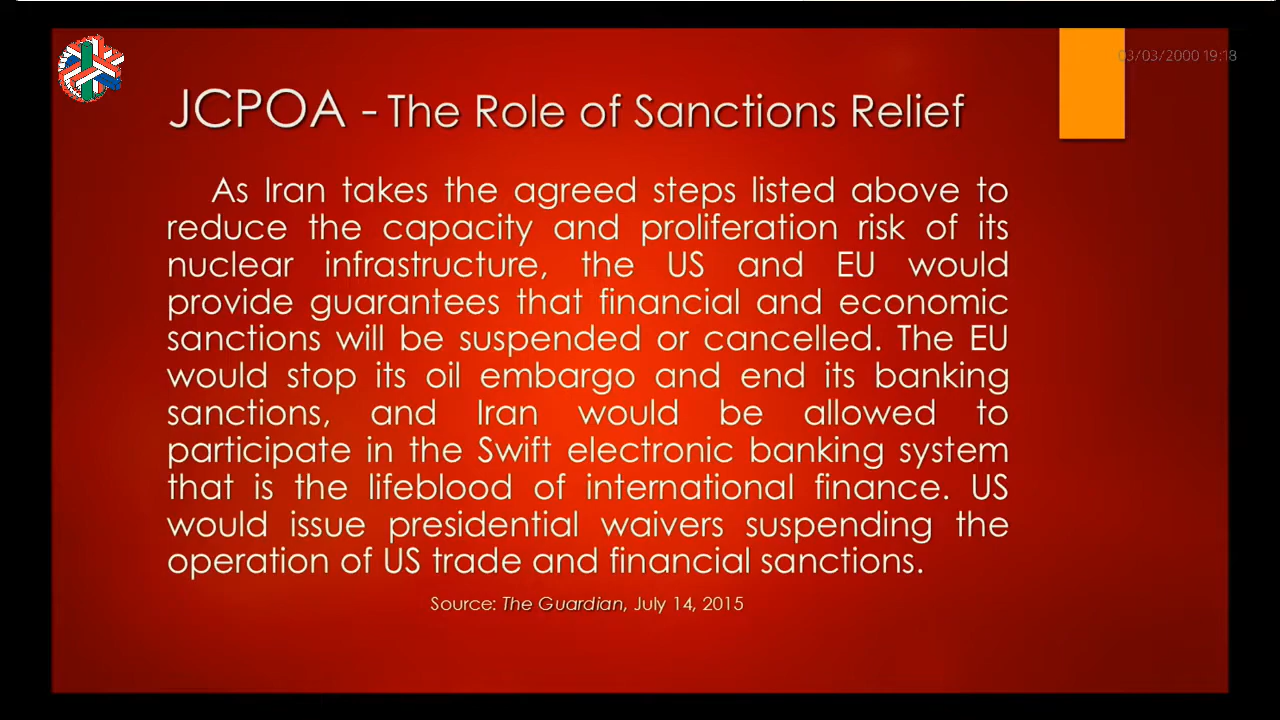 03/03/2000 19:18
JCPOA - The Role of Sanctions Relief
As Iran takes the agreed steps listed above to
reduce the capacity and proliferation risk of its
nuclear infrastructure, the US and EU would
provide guarantees that financial and economic
sanctions will be suspended or cancelled. The EU
would stop its oil embargo and end its banking
sanctions, and Iran would be allowed to
participate in the Swift electronic banking system
that is the lifeblood of international finance. US
would issue presidential waivers suspending the
operation of US trade and financial sanctions.
Source: The Guardian, July 14, 2015